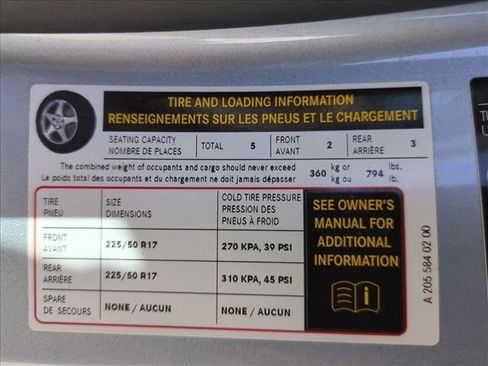 TIRE AND LOADING INFORMATION
RENSEIGNEMENTS SUR LES PNEUS ET LE CHARGEMENT
SEATING CAPACITY
NOMBRE DE PLACES
TOTAL 5
FRONT
AVANT
2
REAR
ARRIÈRE
3
The combined weight of occupants and cargo should never exceed
Le poids total des occupants et du chargement ne doit jamais dépasser
360 kg or
kg ou
794 lbs.
lb.
TIRE
PNEU
SIZE
DIMENSIONS
COLD TIRE PRESSURE
PRESSION DES
PNEUS À FROID
FRONT
AVANT
225/50 R17
270 KPA, 39 PSI
REAR
ARRIÈRE
225/50 R17
310 KPA, 45 PSI
SPARE
DE SECOURS
NONE / AUCUN
NONE / AUCUN
SEE OWNER'S
MANUAL FOR
ADDITIONAL
INFORMATION
A 205 584 02 00